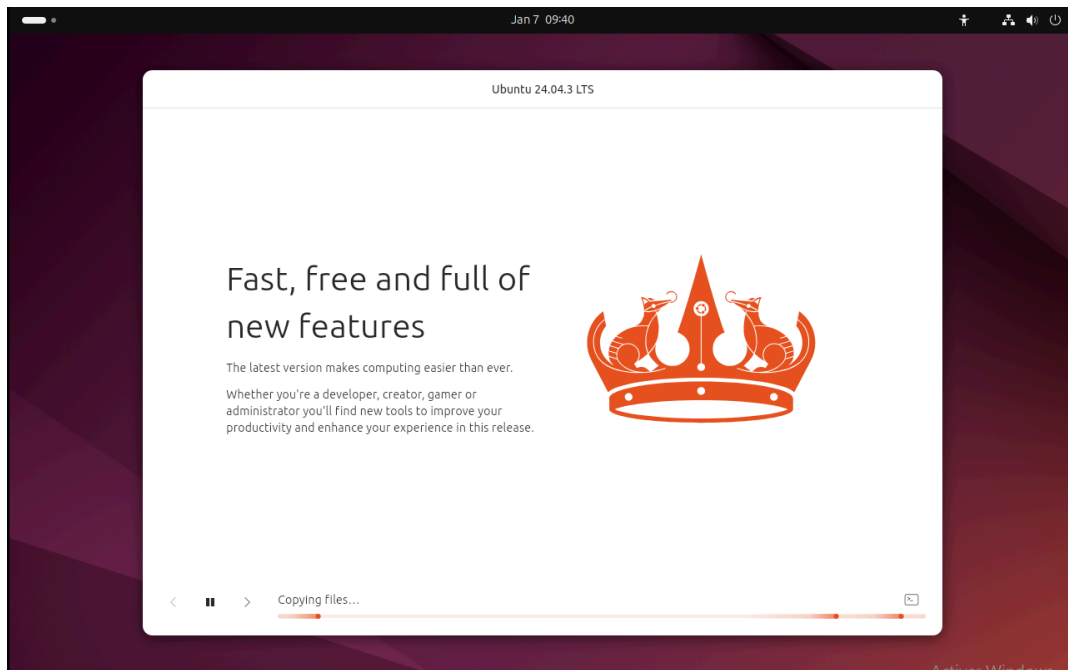 Jan 7 09:40
Ubuntu 24.04.3 LTS
Fast, free and full of
new features
The latest version makes computing easier than ever.
Whether you're a developer, creator, gamer or
administrator you'll find new tools to improve your
productivity and enhance your experience in this release.
Copying files...
Activer Windows